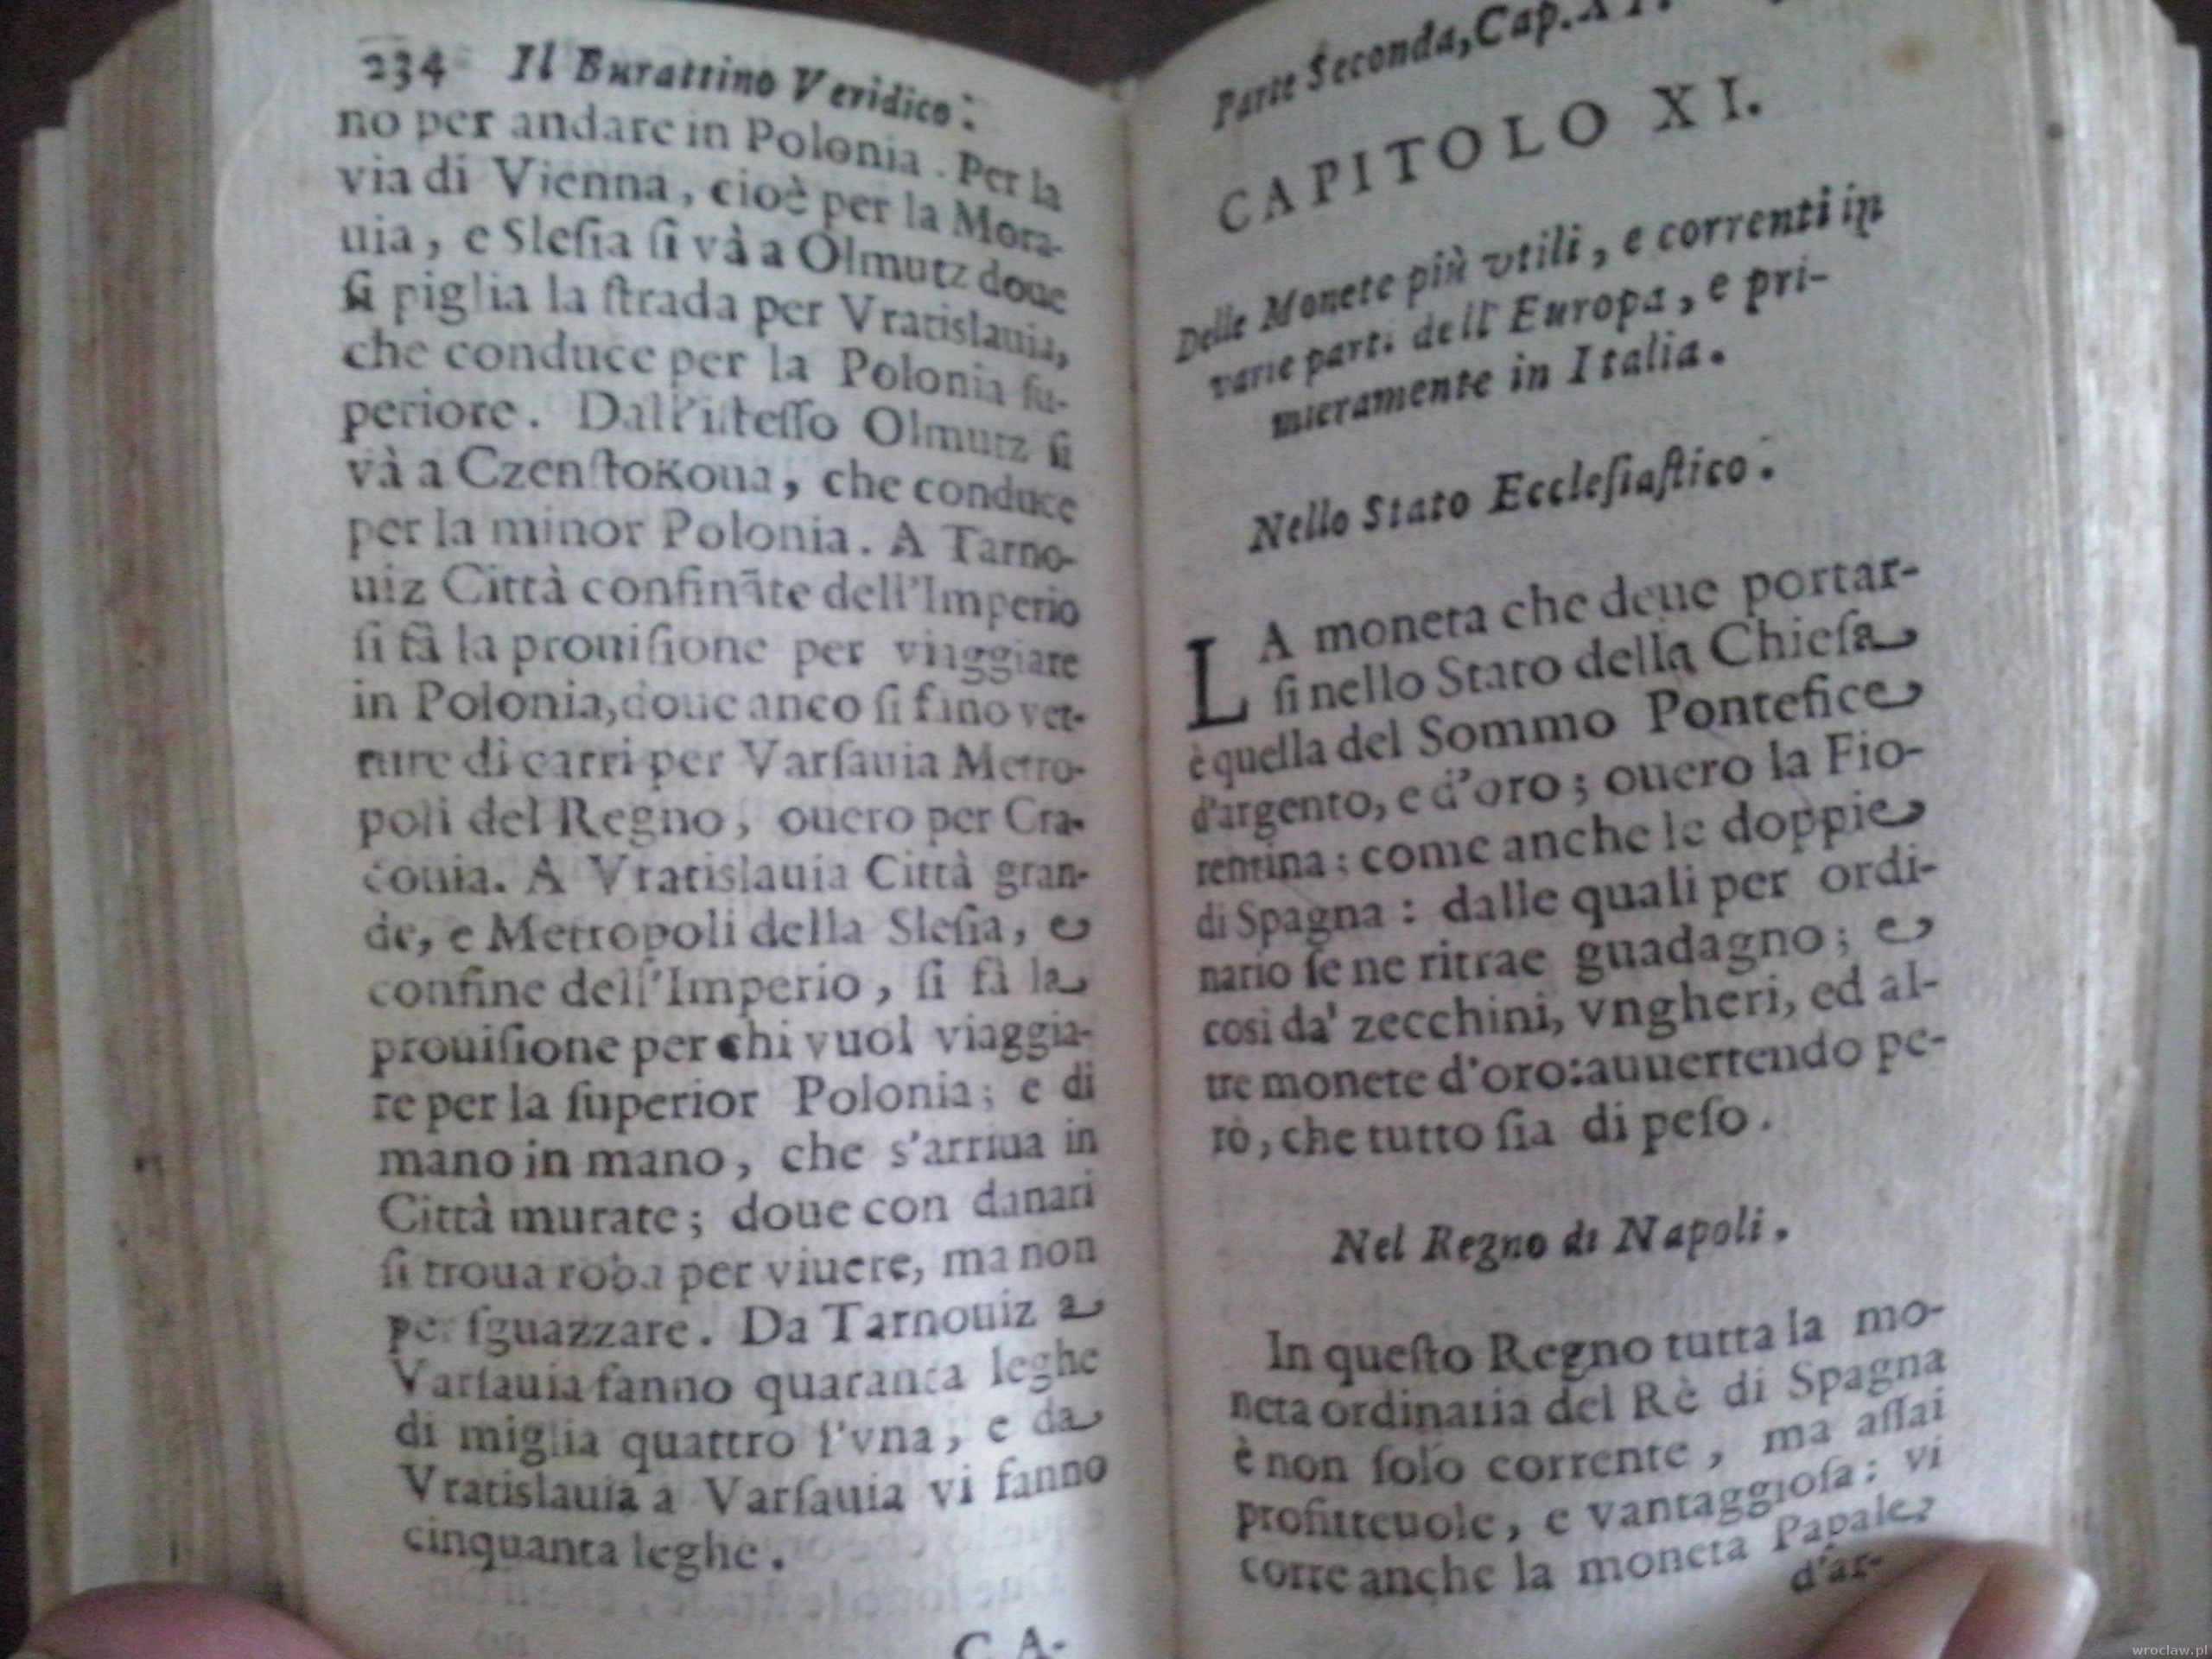 234 Il Burattino Veridico.
no per andare in Polonia. Per la
via di Vienna, cioè per la Mora-
uia, e Slesia ſi và a Olmutz doue
ſi piglia la ſtrada per Vratislauia,
che conduce per la Polonia ſu-
periore. Dall'iſteſſo Olmutz ſi
và a Czenſtokoua, che conduce
per la minor Polonia. A Tarno-
uiz Città confināte dell'Imperio
ſi fà la prouiſione per viaggiare
in Polonia, doue anco ſi fāno vet-
ture di carri per Varſauia Metro-
poli del Regno, ouero per Cra-
couia. A Vratislauia Città gran-
de, e Metropoli della Sleſia, e
confine dell'Imperio, ſi fà la
prouiſione per chi vuol viaggia-
re per la ſuperior Polonia; e di
mano in mano, che s'arriua in
Città murate; doue con danari
ſi troua roba per viuere, ma non
per ſguazzare. Da Tarnouiz a
Varſauia fanno quaranta leghe
di miglia quattro l'vna, e da
Vratislauia a Varſauia vi fanno
cinquanta leghe.
CA-
Parte Seconda, Cap. XI.
CAPITOLO XI.
Delle Monete più vtili, e correnti in
varie parti dell'Europa, e pri-
mieramente in Italia.
Nello Stato Eccleſiaſtico.
LA moneta che deue portar-
ſi nello Stato della Chieſa
è quella del Sommo Pontefice
d'argento, e d'oro; ouero la Fio-
rentina; come anche le doppie
di Spagna: dalle quali per ordi-
nario ſe ne ritrae guadagno; e
così da' zecchini, vngheri, ed al-
tre monete d'oro: auuertendo pe-
rò, che tutto ſia di peſo.
Nel Regno di Napoli.
In queſto Regno tutta la mo-
neta ordinaria del Rè di Spagna
è non ſolo corrente, ma aſſai
profitteuole, e vantaggioſa: vi
corre anche la moneta Papale
d'ar-
wroclaw.pl